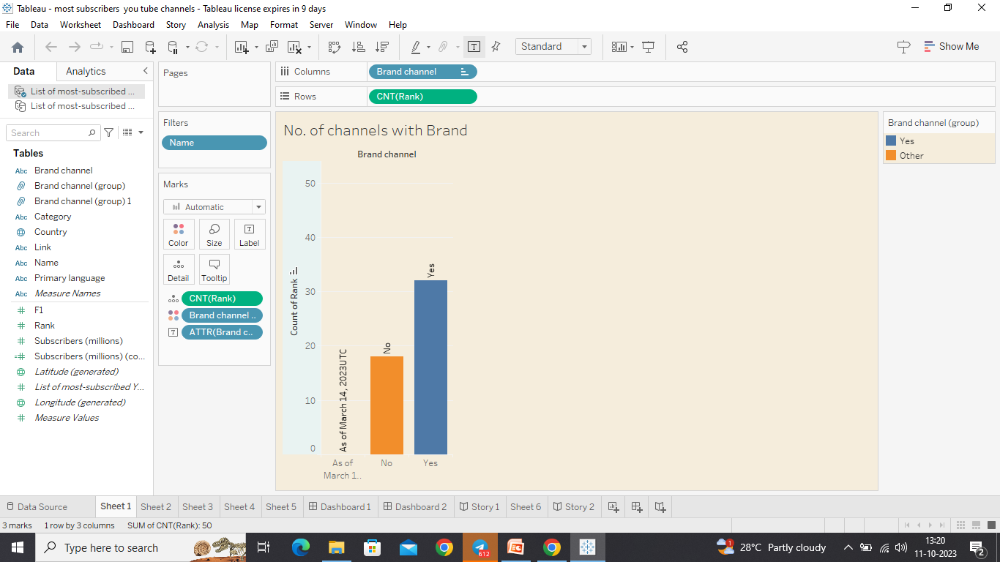 Tableau - most subscribers  you tube channels - Tableau license expires in 9 days
File Data Worksheet Dashboard Story Analysis Map Format Server Window Help
Standard
Show Me
Data Analytics
List of most-subscribed ...
List of most-subscribed ...
Search
Tables
Abc Brand channel
Brand channel (group)
Brand channel (group) 1
Abc Category
Country
Abc Link
Abc Name
Abc Primary language
Abc Measure Names
# F1
# Rank
# Subscribers (millions)
=# Subscribers (millions) (co...
Latitude (generated)
# List of most-subscribed Y...
Longitude (generated)
# Measure Values
Pages
Filters
Name
Marks
Automatic
Color Size Label
Detail Tooltip
CNT(Rank)
Brand channel ..
ATTR(Brand c..
Columns Brand channel
Rows CNT(Rank)
No. of channels with Brand
Brand channel
50
40
30
20
10
0
Count of Rank
As of March 14, 2023UTC
No
Yes
As of
March 1..
No
Yes
Brand channel (group)
Yes
Other
Data Source Sheet 1 Sheet 2 Sheet 3 Sheet 4 Sheet 5 Dashboard 1 Dashboard 2 Story 1 Sheet 6 Story 2
3 marks 1 row by 3 columns SUM of CNT(Rank): 50
Type here to search
612
1
28°C Partly cloudy
13:20
11-10-2023
2